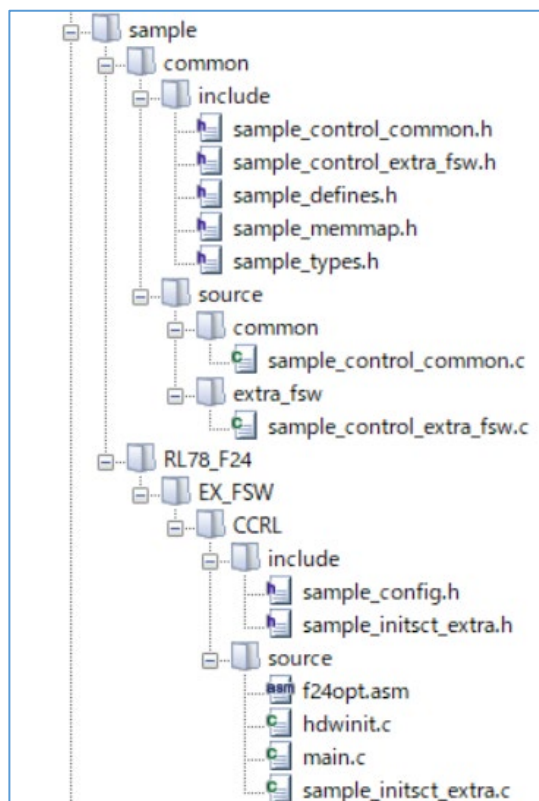 sample
common
include
sample_control_common.h
sample_control_extra_fsw.h
sample_defines.h
sample_memmap.h
sample_types.h
source
common
sample_control_common.c
extra_fsw
sample_control_extra_fsw.c
RL78_F24
EX_FSW
CCRL
include
sample_config.h
sample_initsct_extra.h
source
f24opt.asm
hdwinit.c
main.c
sample_initsct_extra.c